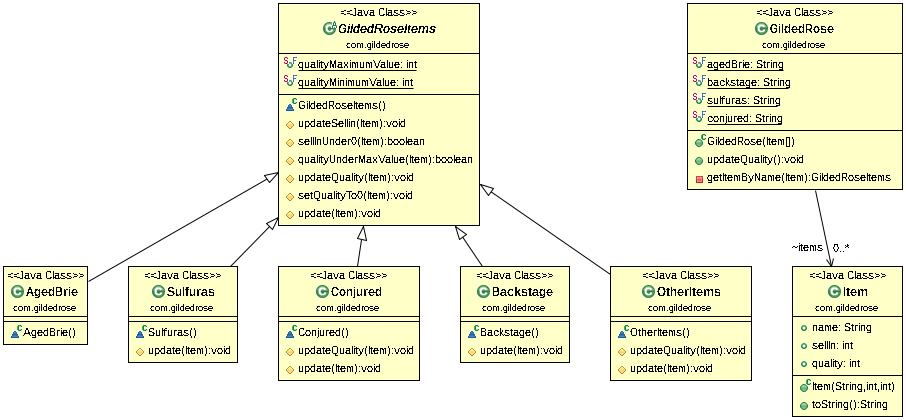 <<Java Class>>
GildedRoseItems
com.gildedrose
qualityMaximumValue: int
qualityMinimumValue: int
GildedRoseItems()
updateSellin(Item):void
sellInUnder0(Item):boolean
qualityUnderMaxValue(Item):boolean
updateQuality(Item):void
setQualityTo0(Item):void
update(Item):void
<<Java Class>>
GildedRose
com.gildedrose
agedBrie: String
backstage: String
sulfuras: String
conjured: String
GildedRose(Item[])
updateQuality():void
getItemByName(Item):GildedRoseItems
~items 0..*
<<Java Class>>
AgedBrie
com.gildedrose
AgedBrie()
<<Java Class>>
Sulfuras
com.gildedrose
Sulfuras()
update(Item):void
<<Java Class>>
Conjured
com.gildedrose
Conjured()
updateQuality(Item):void
update(Item):void
<<Java Class>>
Backstage
com.gildedrose
Backstage()
update(Item):void
<<Java Class>>
OtherItems
com.gildedrose
OtherItems()
updateQuality(Item):void
update(Item):void
<<Java Class>>
Item
com.gildedrose
name: String
sellIn: int
quality: int
Item(String,int,int)
toString():String